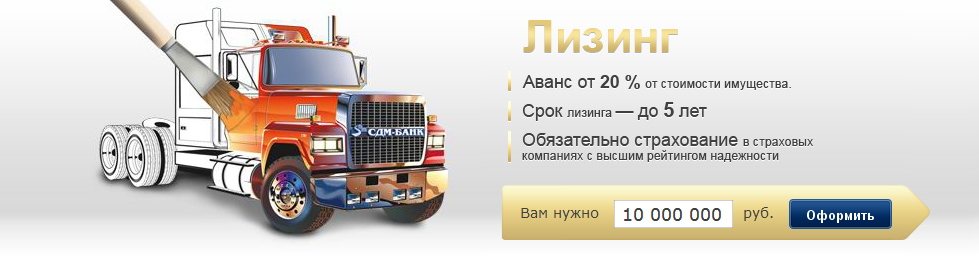 Лизинг
Аванс от 20 % от стоимости имущества.
Срок лизинга — до 5 лет
Обязательно страхование в страховых
компаниях с высшим рейтингом надежности
СДМ-БАНК
Вам нужно 10 000 000 руб. Оформить